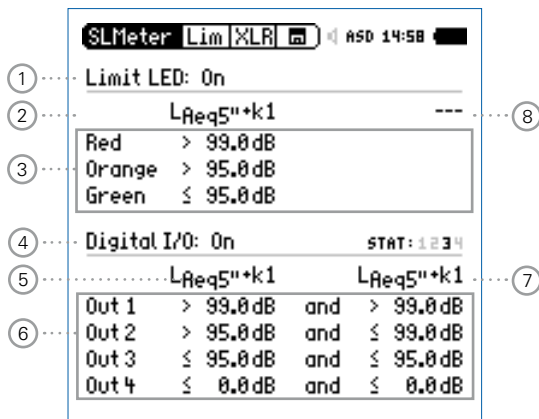 SLMeter Lim XLR ASD 14:58
1 Limit LED: On
2 LAeq5"+k1 --- 8
Red > 99.0dB
3 Orange > 95.0dB
Green ≤ 95.0dB
4 Digital I/O: On STAT: 1234
5 LAeq5"+k1 LAeq5"+k1 7
Out 1 > 99.0dB and > 99.0dB
6 Out 2 > 95.0dB and ≤ 99.0dB
Out 3 ≤ 95.0dB and ≤ 95.0dB
Out 4 ≤ 0.0dB and ≤ 0.0dB